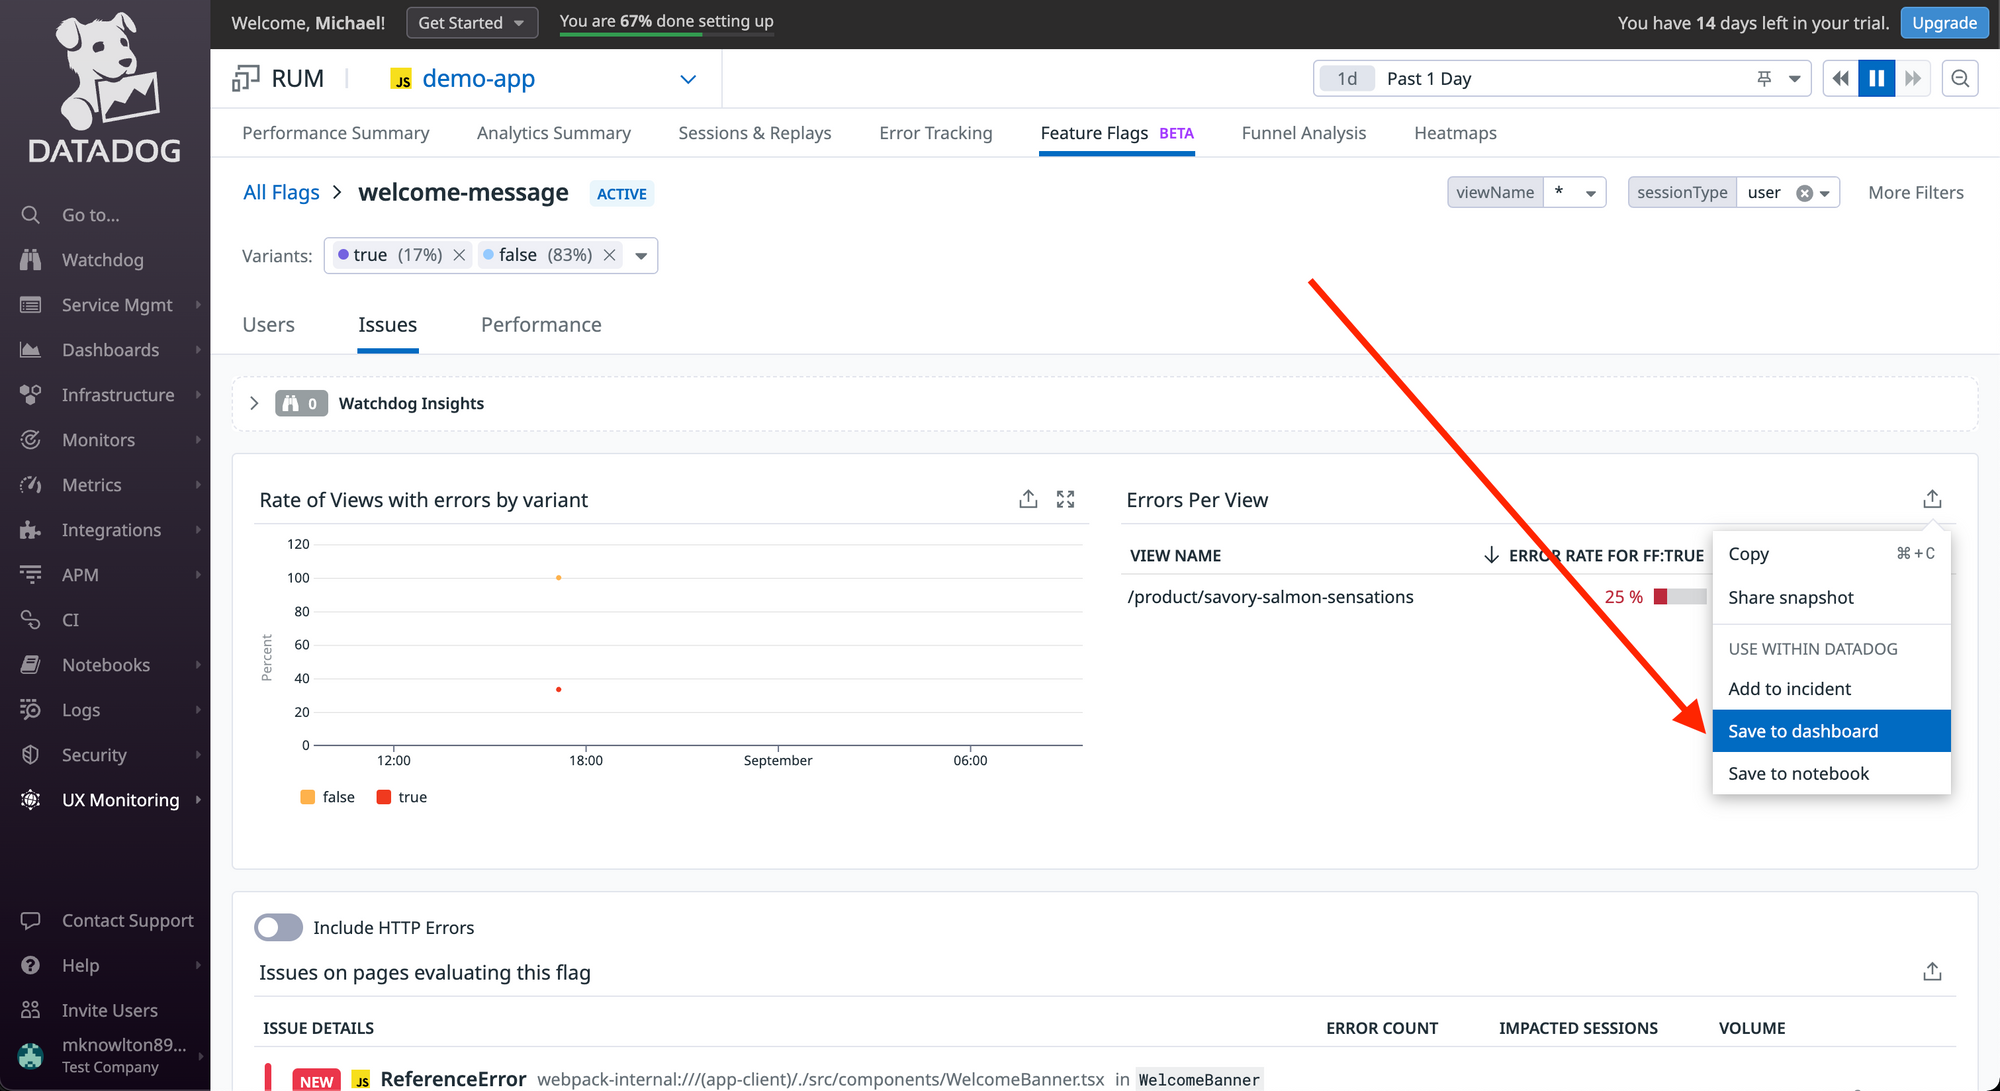 Welcome, Michael!
Get Started
You are 67% done setting up
You have 14 days left in your trial.
Upgrade
DATADOG
RUM
JS
demo-app
1d
Past 1 Day
Performance Summary
Analytics Summary
Sessions & Replays
Error Tracking
Feature Flags BETA
Funnel Analysis
Heatmaps
All Flags > welcome-message
ACTIVE
viewName *
sessionType user
More Filters
Variants:
true (17%)
false (83%)
Users
Issues
Performance
Go to...
Watchdog
Service Mgmt
Dashboards
Infrastructure
Monitors
Metrics
Integrations
APM
CI
Notebooks
Logs
Security
UX Monitoring
Contact Support
Help
Invite Users
mknowlton89...
Test Company
0
Watchdog Insights
Rate of Views with errors by variant
Percent
120
100
80
60
40
20
0
12:00
18:00
September
06:00
false
true
Errors Per View
VIEW NAME
ERROR RATE FOR FF:TRUE
/product/savory-salmon-sensations
25 %
Copy
⌘+C
Share snapshot
USE WITHIN DATADOG
Add to incident
Save to dashboard
Save to notebook
Include HTTP Errors
Issues on pages evaluating this flag
ISSUE DETAILS
ERROR COUNT
IMPACTED SESSIONS
VOLUME
NEW JS ReferenceError webpack-internal:///(app-client)/./src/components/WelcomeBanner.tsx in WelcomeBanner